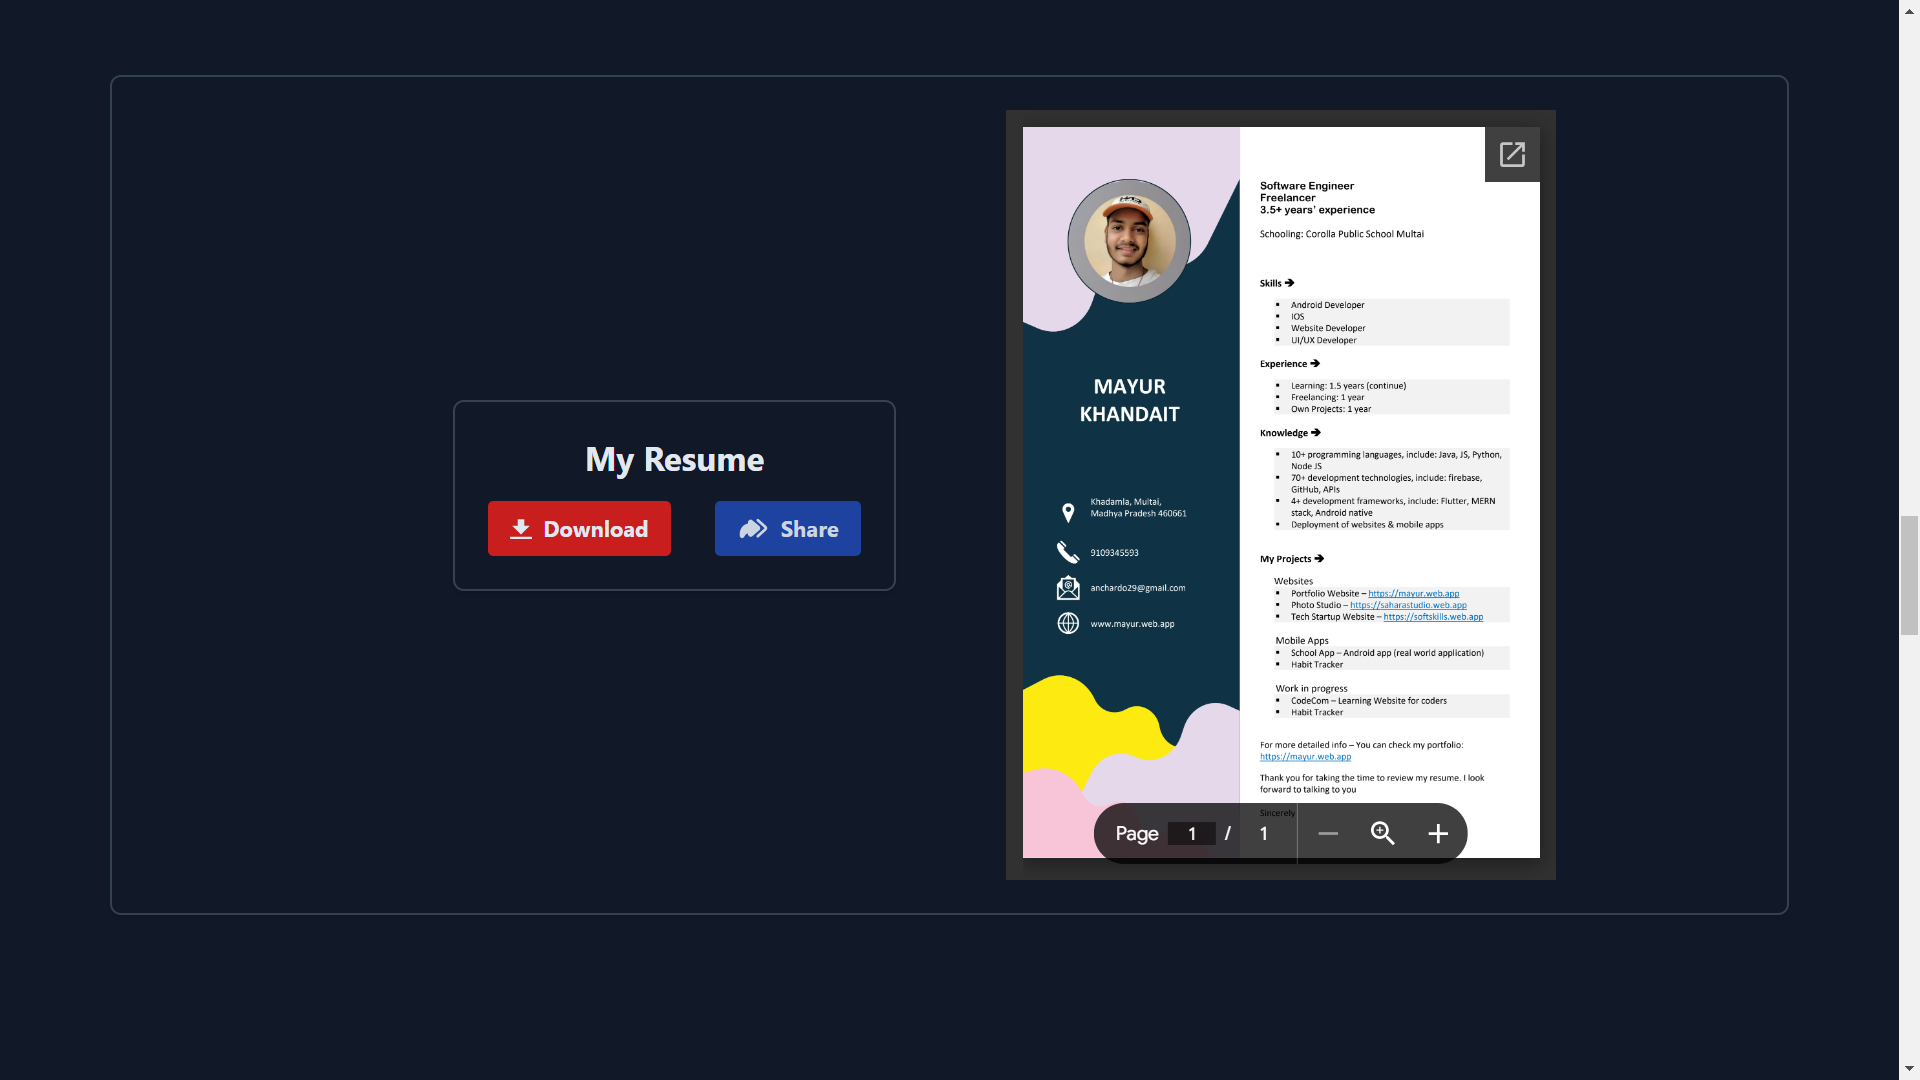 My Resume
Download
Share
MAYUR
KHANDAIT
Khadamla, Multai,
Madhya Pradesh 460661
9109345593
anchardo29@gmail.com
www.mayur.web.app
Software Engineer
Freelancer
3.5+ years' experience
Schooling: Corolla Public School Multai
Skills ➔
▪ Android Developer
▪ IOS
▪ Website Developer
▪ UI/UX Developer
Experience ➔
▪ Learning: 1.5 years (continue)
▪ Freelancing: 1 year
▪ Own Projects: 1 year
Knowledge ➔
▪ 10+ programming languages, include: Java, JS, Python,
Node JS
▪ 70+ development technologies, include: firebase,
GitHub, APIs
▪ 4+ development frameworks, include: Flutter, MERN
stack, Android native
▪ Deployment of websites & mobile apps
My Projects ➔
Websites
▪ Portfolio Website – https://mayur.web.app
▪ Photo Studio – https://saharastudio.web.app
▪ Tech Startup Website – https://softskills.web.app
Mobile Apps
▪ School App – Android app (real world application)
▪ Habit Tracker
Work in progress
▪ CodeCom – Learning Website for coders
▪ Habit Tracker
For more detailed info – You can check my portfolio:
https://mayur.web.app
Thank you for taking the time to review my resume. I look
forward to talking to you
Sincerely
Page 1 / 1